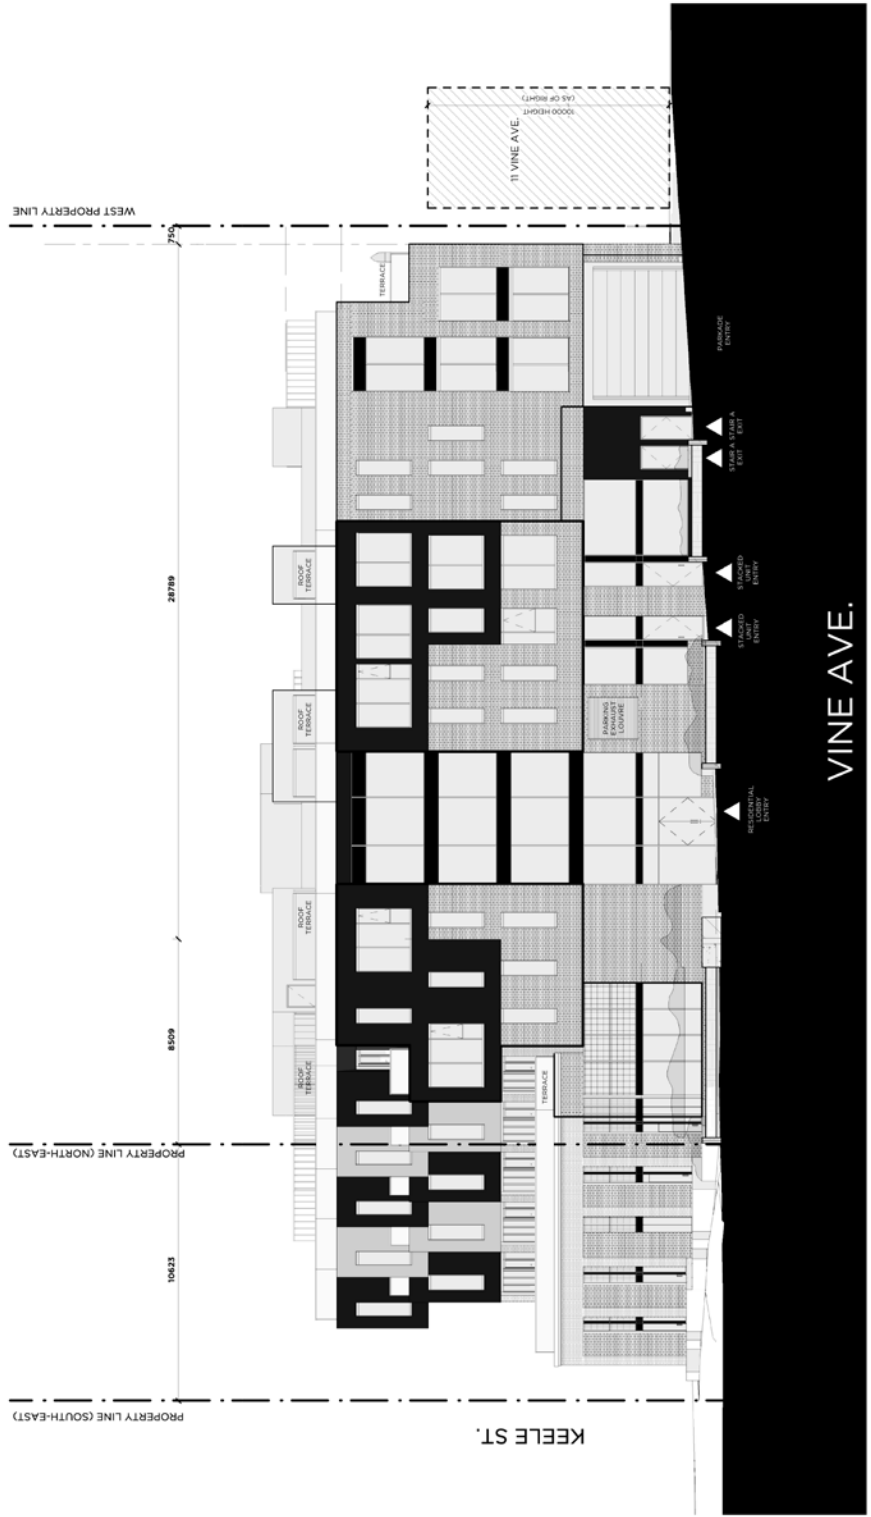 WEST PROPERTY LINE
750
11 VINE AVE.
10000 HEIGHT
(AS OF RIGHT)
TERRACE
PARKADE
ENTRY
STAIR A
EXIT
STAIR A
EXIT
28789
ROOF
TERRACE
STACKED
UNIT
ENTRY
STACKED
UNIT
ENTRY
ROOF
TERRACE
PARKING
EXHAUST
LOUVRE
VINE AVE.
RESIDENTIAL
LOBBY
ENTRY
ROOF
TERRACE
8509
ROOF
TERRACE
TERRACE
PROPERTY LINE (NORTH-EAST)
10623
PROPERTY LINE (SOUTH-EAST)
KEELE ST.